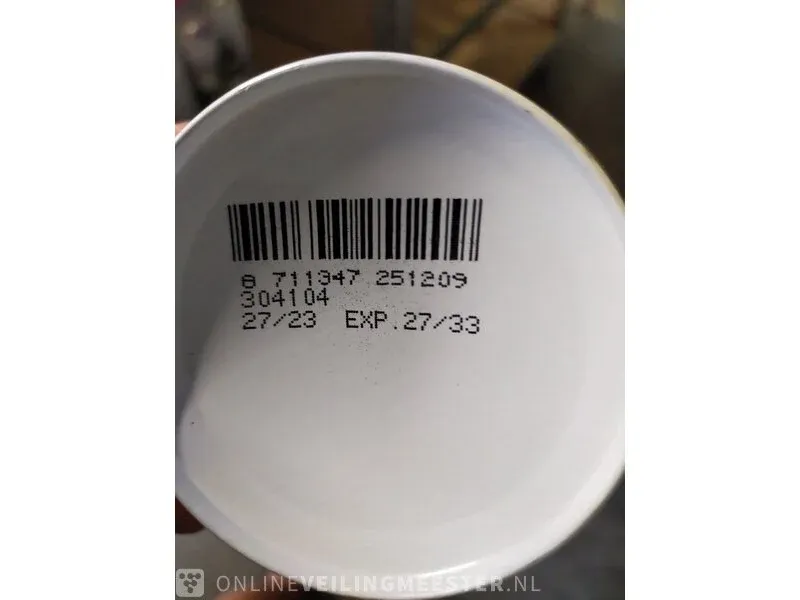 8 711347 251209
304104
27/23 EXP.27/33
ONLINEVEILINGMEESTER.NL